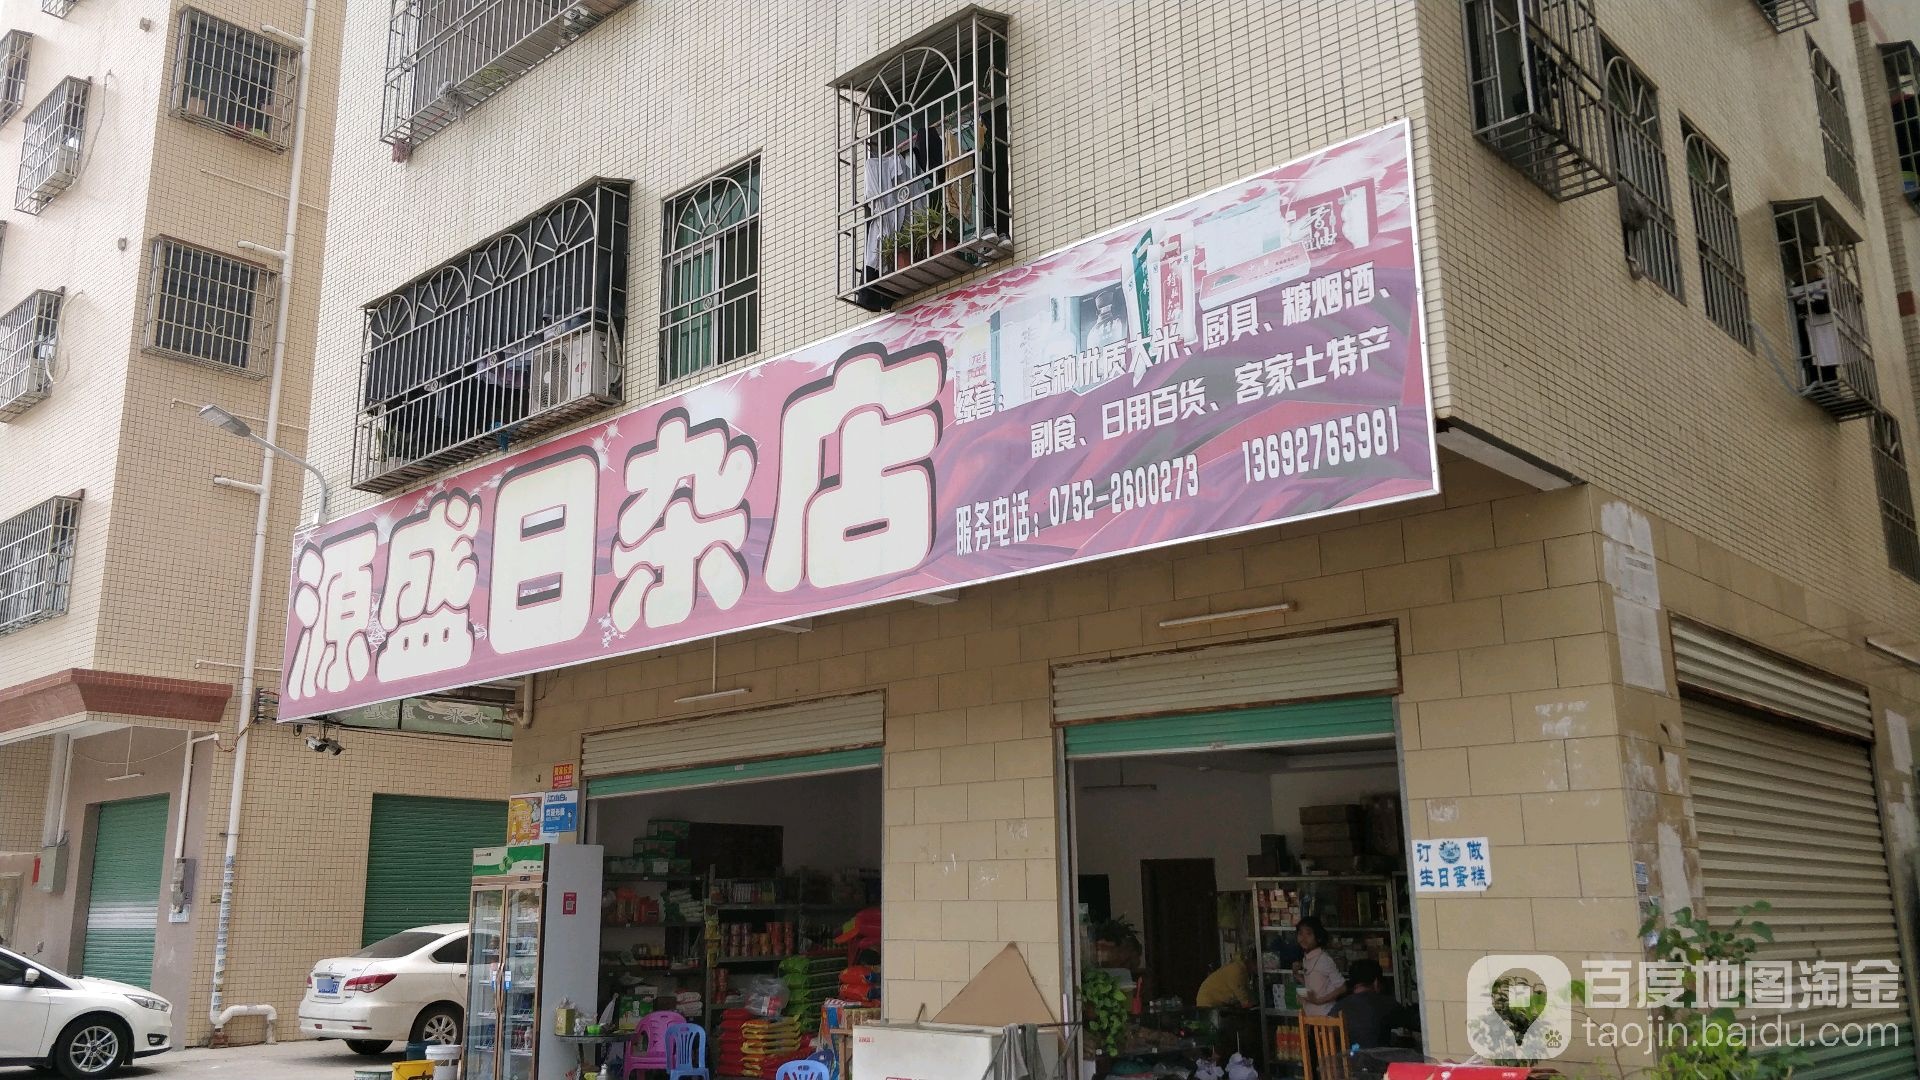 源盛日杂店
经营： 各种优质大米、厨具、糖烟酒、
副食、日用百货、客家土特产
服务电话：0752-2600273 13692765981
订 做
生日蛋糕
百度地图淘金
taojin.baidu.com